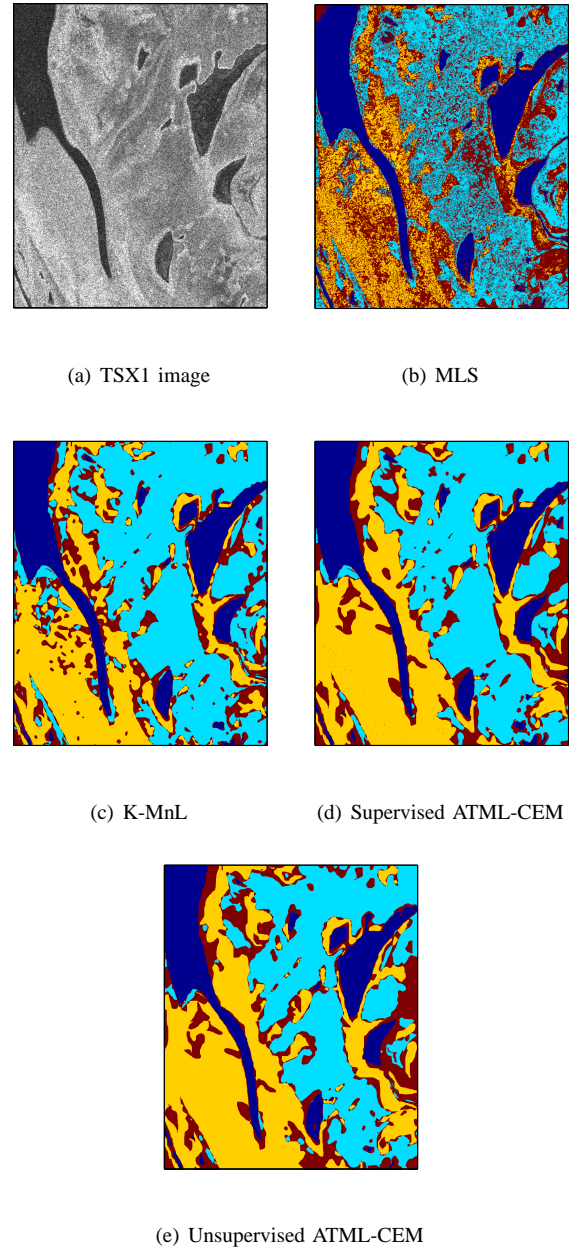 (a) TSX1 image
(b) MLS
(c) K-MnL
(d) Supervised ATML-CEM
(e) Unsupervised ATML-CEM